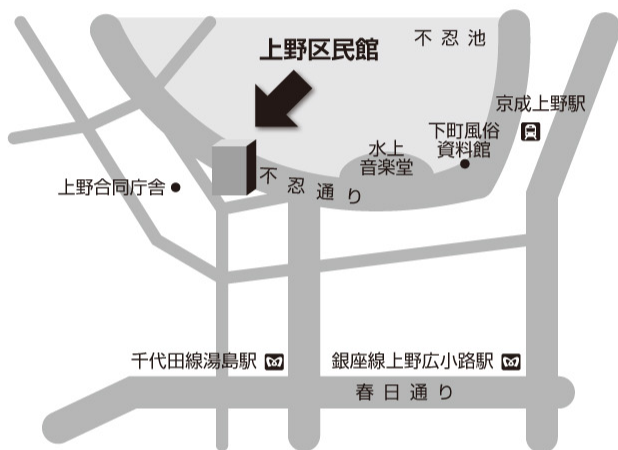 不忍池
上野区民館
京成上野駅
下町風俗
資料館
水上
音楽堂
不忍通り
上野合同庁舎
千代田線湯島駅
銀座線上野広小路駅
春日通り